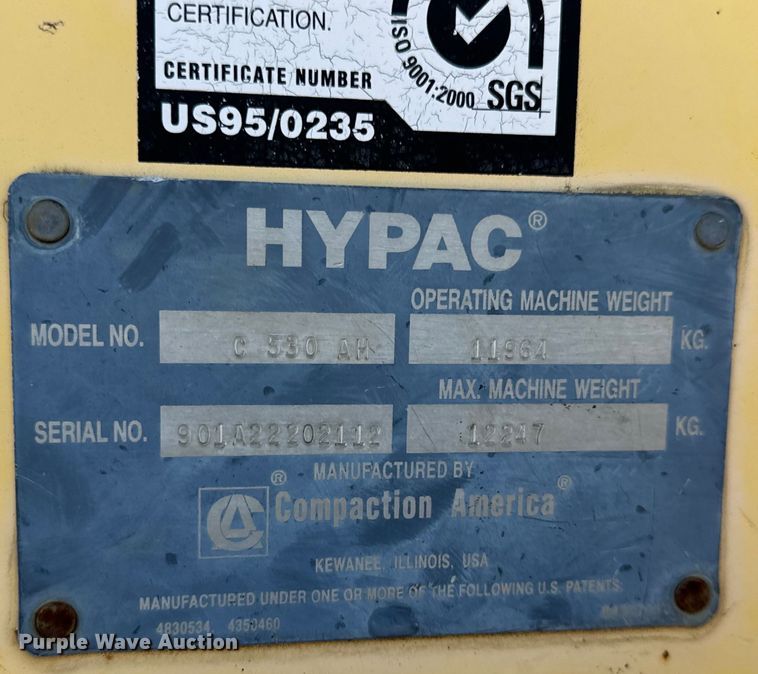 CERTIFICATION.
CERTIFICATE NUMBER
US95/0235
ISO 9001:2000
SGS
HYPAC®
OPERATING MACHINE WEIGHT
MODEL NO. C 530 AH 11964 KG.
MAX. MACHINE WEIGHT
SERIAL NO. 901A22202112 12247 KG.
MANUFACTURED BY
CA® Compaction America®
KEWANEE, ILLINOIS, USA
MANUFACTURED UNDER ONE OR MORE OF THE FOLLOWING U.S. PATENTS:
4830534 4350460
Purple Wave Auction